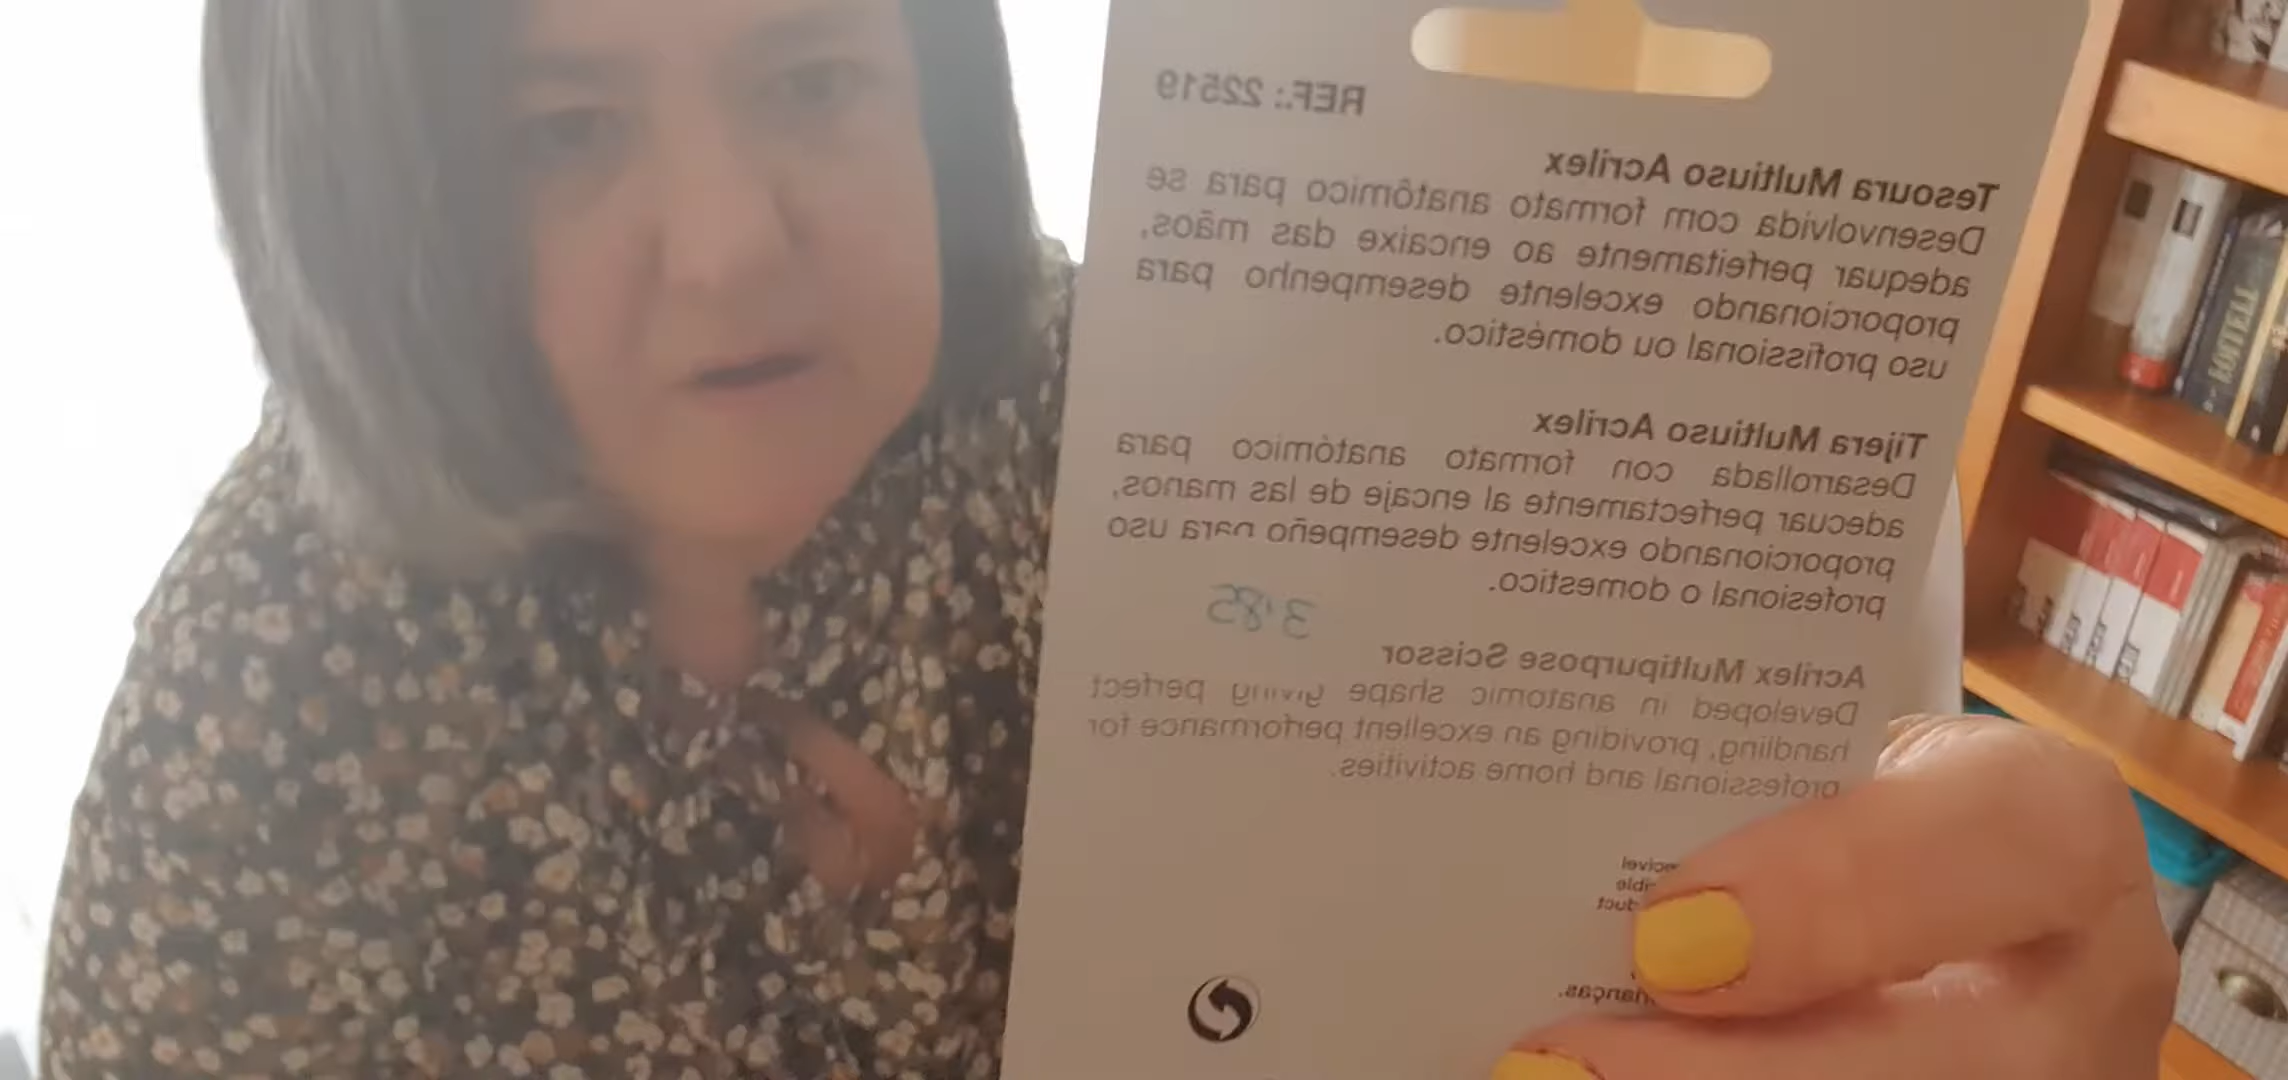 REF.: 22519
Tesoura Multiuso Acrilex
Desenvolvida com formato anatômico para se
adequar perfeitamente ao encaixe das mãos,
proporcionando excelente desempenho para
uso profissional ou doméstico.
Tijera Multiuso Acrilex
Desarrollada con formato anatómico para
adecuar perfectamente al encaje de las manos,
proporcionando excelente desempeño para uso
profesional o domestico.
3'85
Acrilex Multipurpose Scissor
Developed in anatomic shape giving perfect
handling, providing an excellent performance for
professional and home activities.